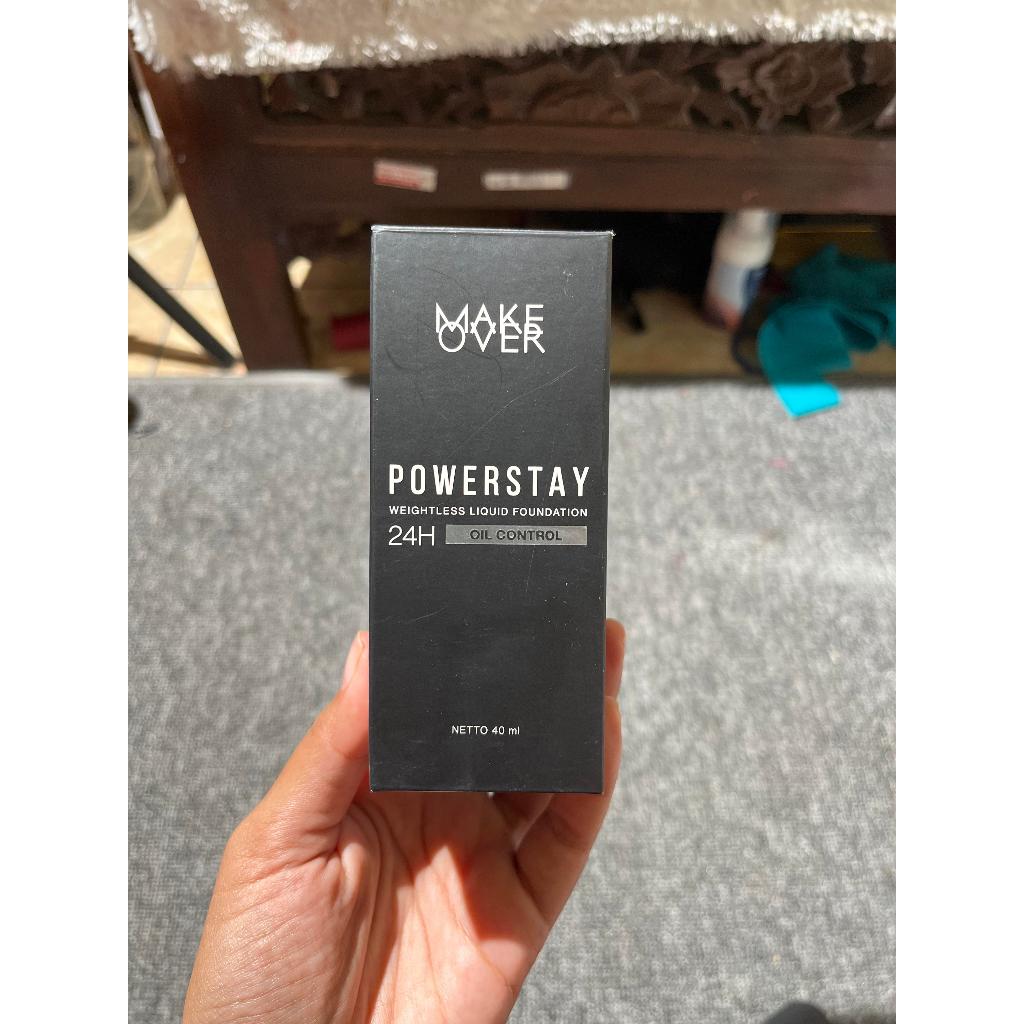 MAKE
OVER
POWERSTAY
WEIGHTLESS LIQUID FOUNDATION
24H OIL CONTROL
NETTO 40 ml